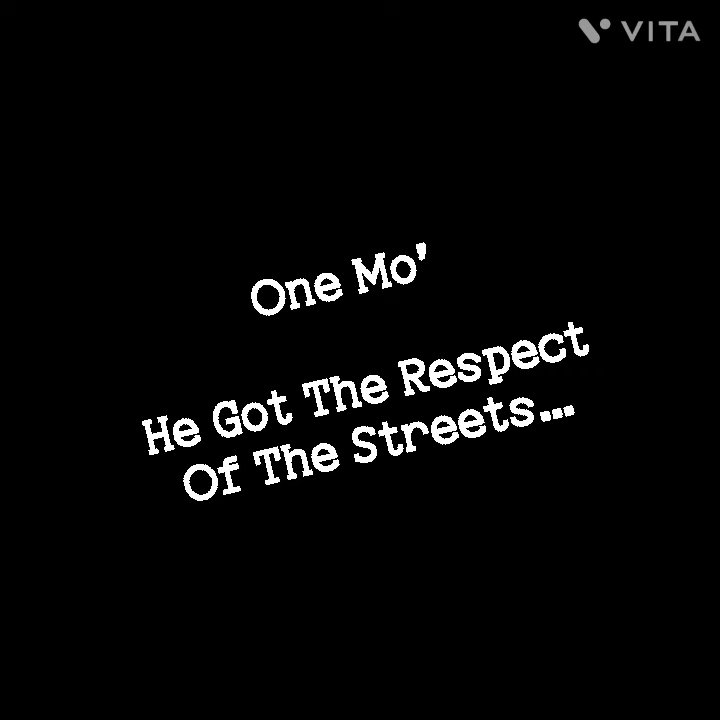 VITA
One Mo'
He Got The Respect
Of The Streets...